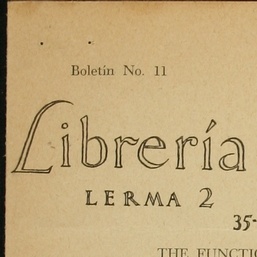 Boletín No. 11
Librería
LERMA 2
35-
THE FUNCTIO